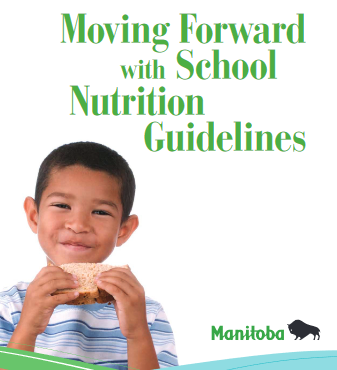 Moving Forward
with School
Nutrition
Guidelines
Manitoba